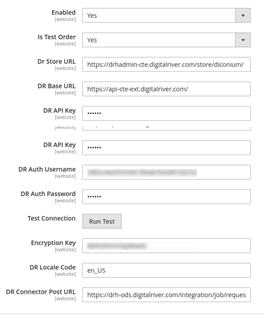 Enabled
[website]
Yes
Is Test Order
[website]
Yes
Dr Store URL
[website]
https://drhadmin-cte.digitalriver.com/store/diconium/
DR Base URL
[website]
https://api-cte-ext.digitalriver.com/
DR API Key
[website]
••••••
DR API Key
[website]
••••••
DR Auth Username
[website]
DR Auth Password
[website]
••••••
Test Connection
[website]
Run Test
Encryption Key
[website]
DR Locale Code
[website]
en_US
DR Connector Post URL
[website]
https://drh-ods.digitalriver.com/integration/job/reques